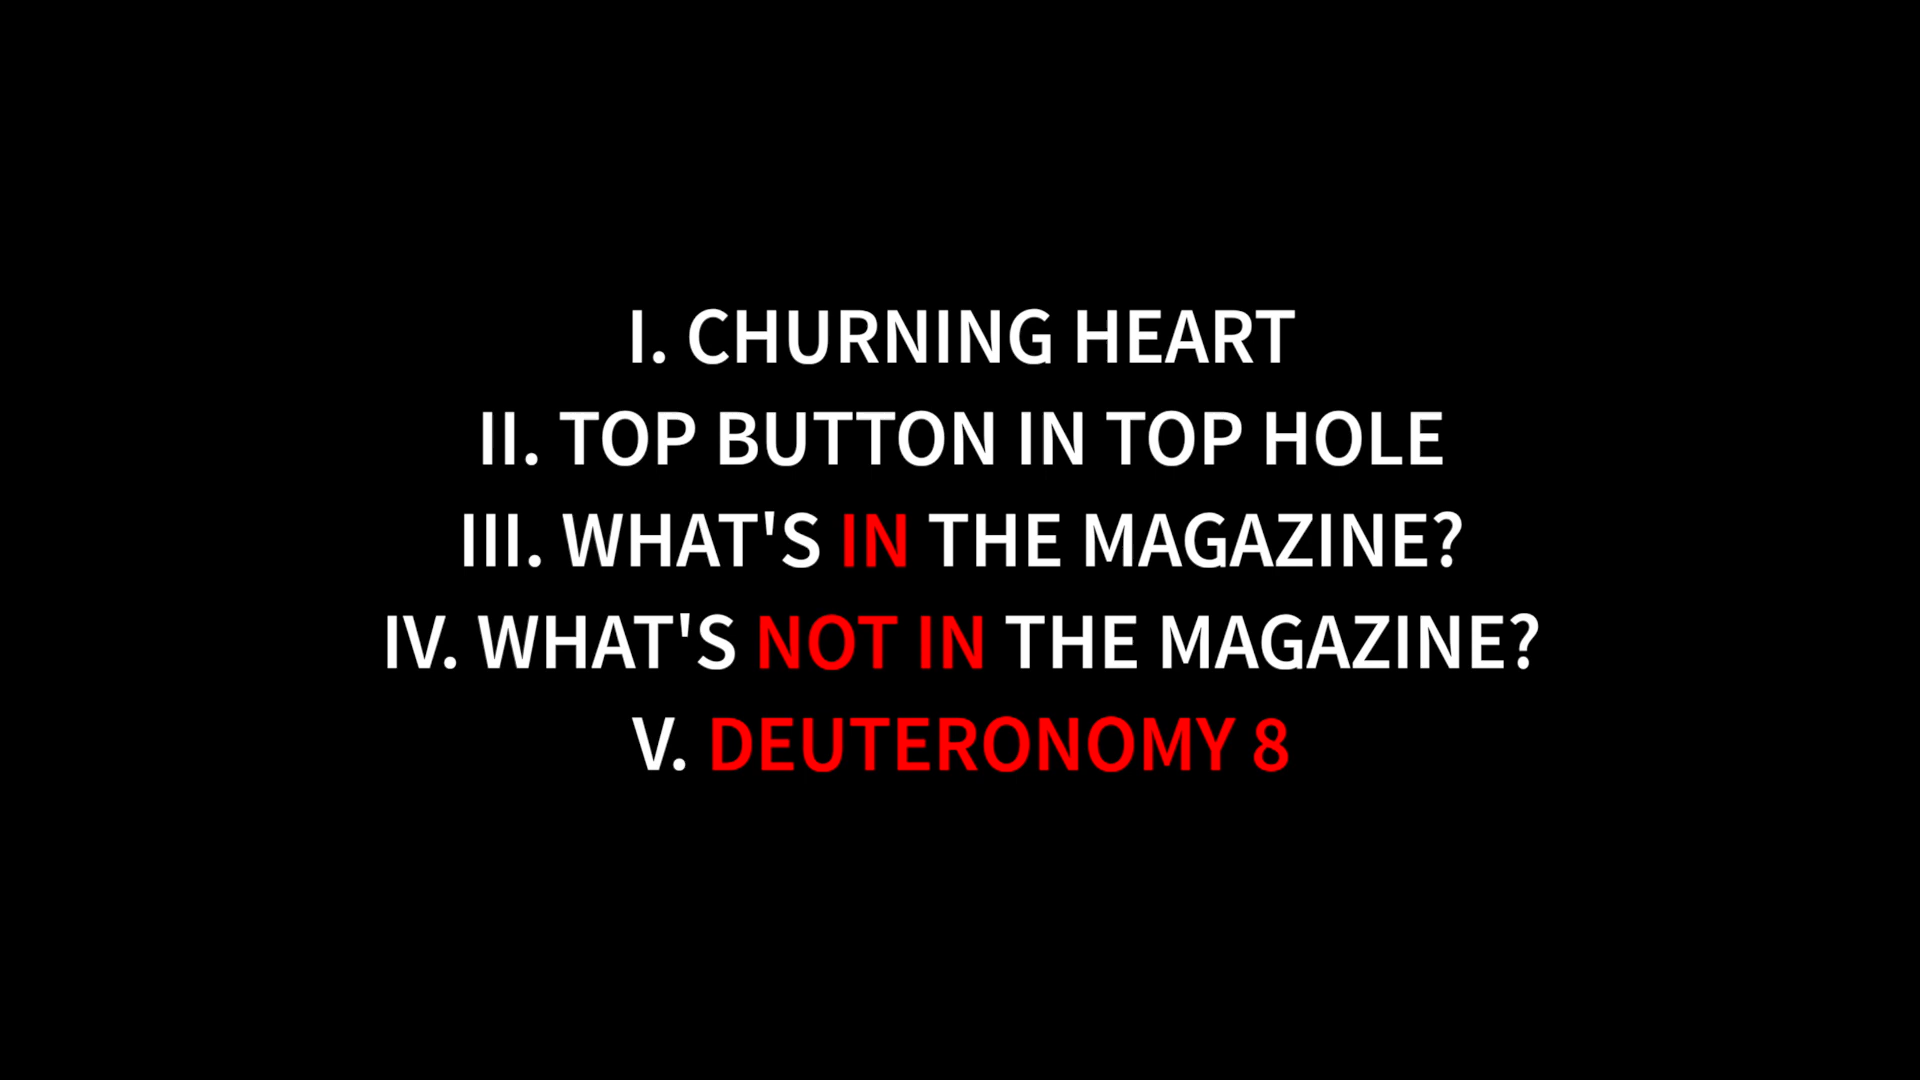 I. CHURNING HEART
II. TOP BUTTON IN TOP HOLE
III. WHAT'S IN THE MAGAZINE?
IV. WHAT'S NOT IN THE MAGAZINE?
V. DEUTERONOMY 8